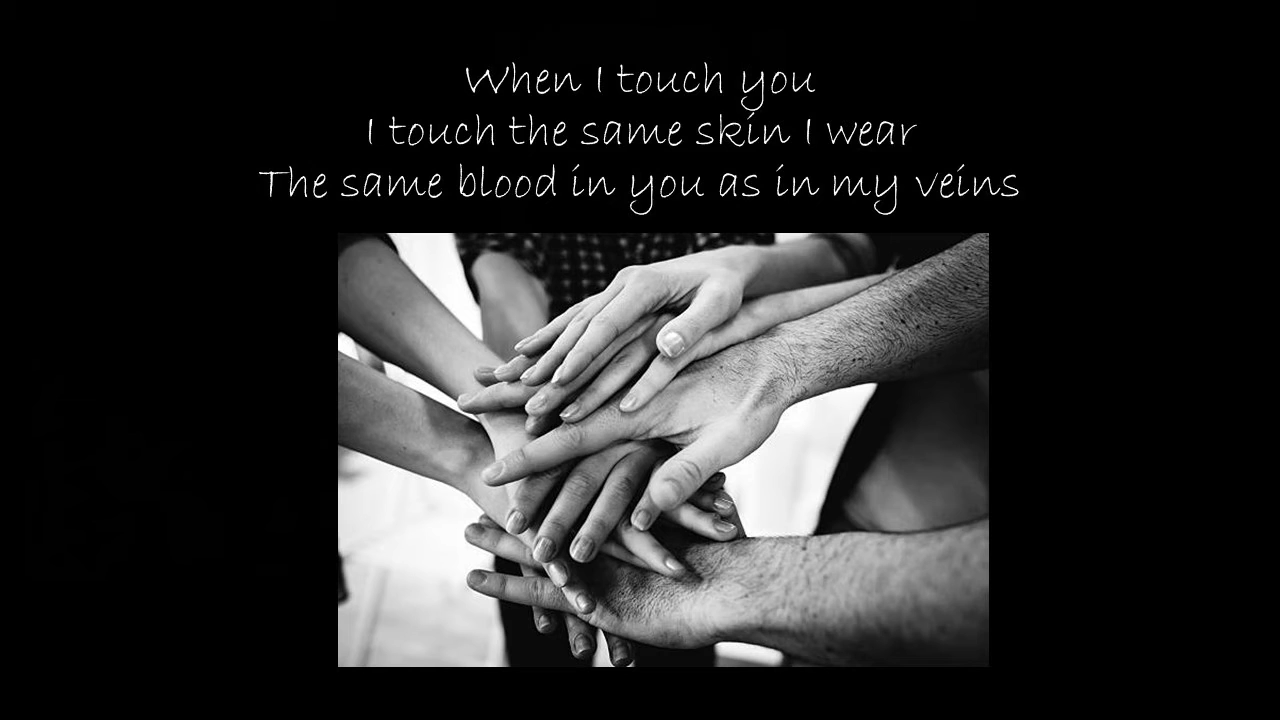 When I touch you
I touch the same skin I wear
The same blood in you as in my veins